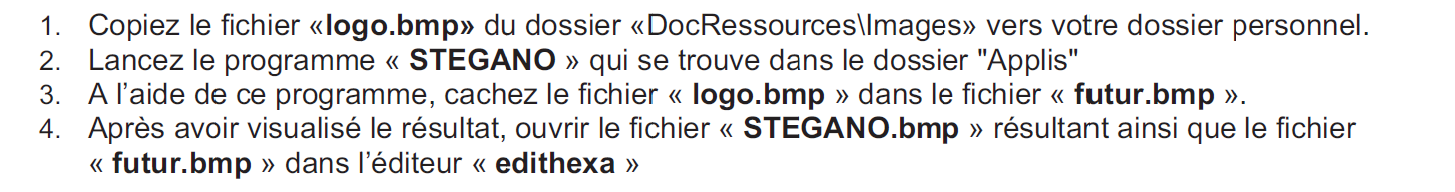 1. Copiez le fichier «logo.bmp» du dossier «DocRessources\Images» vers votre dossier personnel.
2. Lancez le programme « STEGANO » qui se trouve dans le dossier "Applis"
3. A l’aide de ce programme, cachez le fichier « logo.bmp » dans le fichier « futur.bmp ».
4. Après avoir visualisé le résultat, ouvrir le fichier « STEGANO.bmp » résultant ainsi que le fichier
« futur.bmp » dans l’éditeur « edithexa »